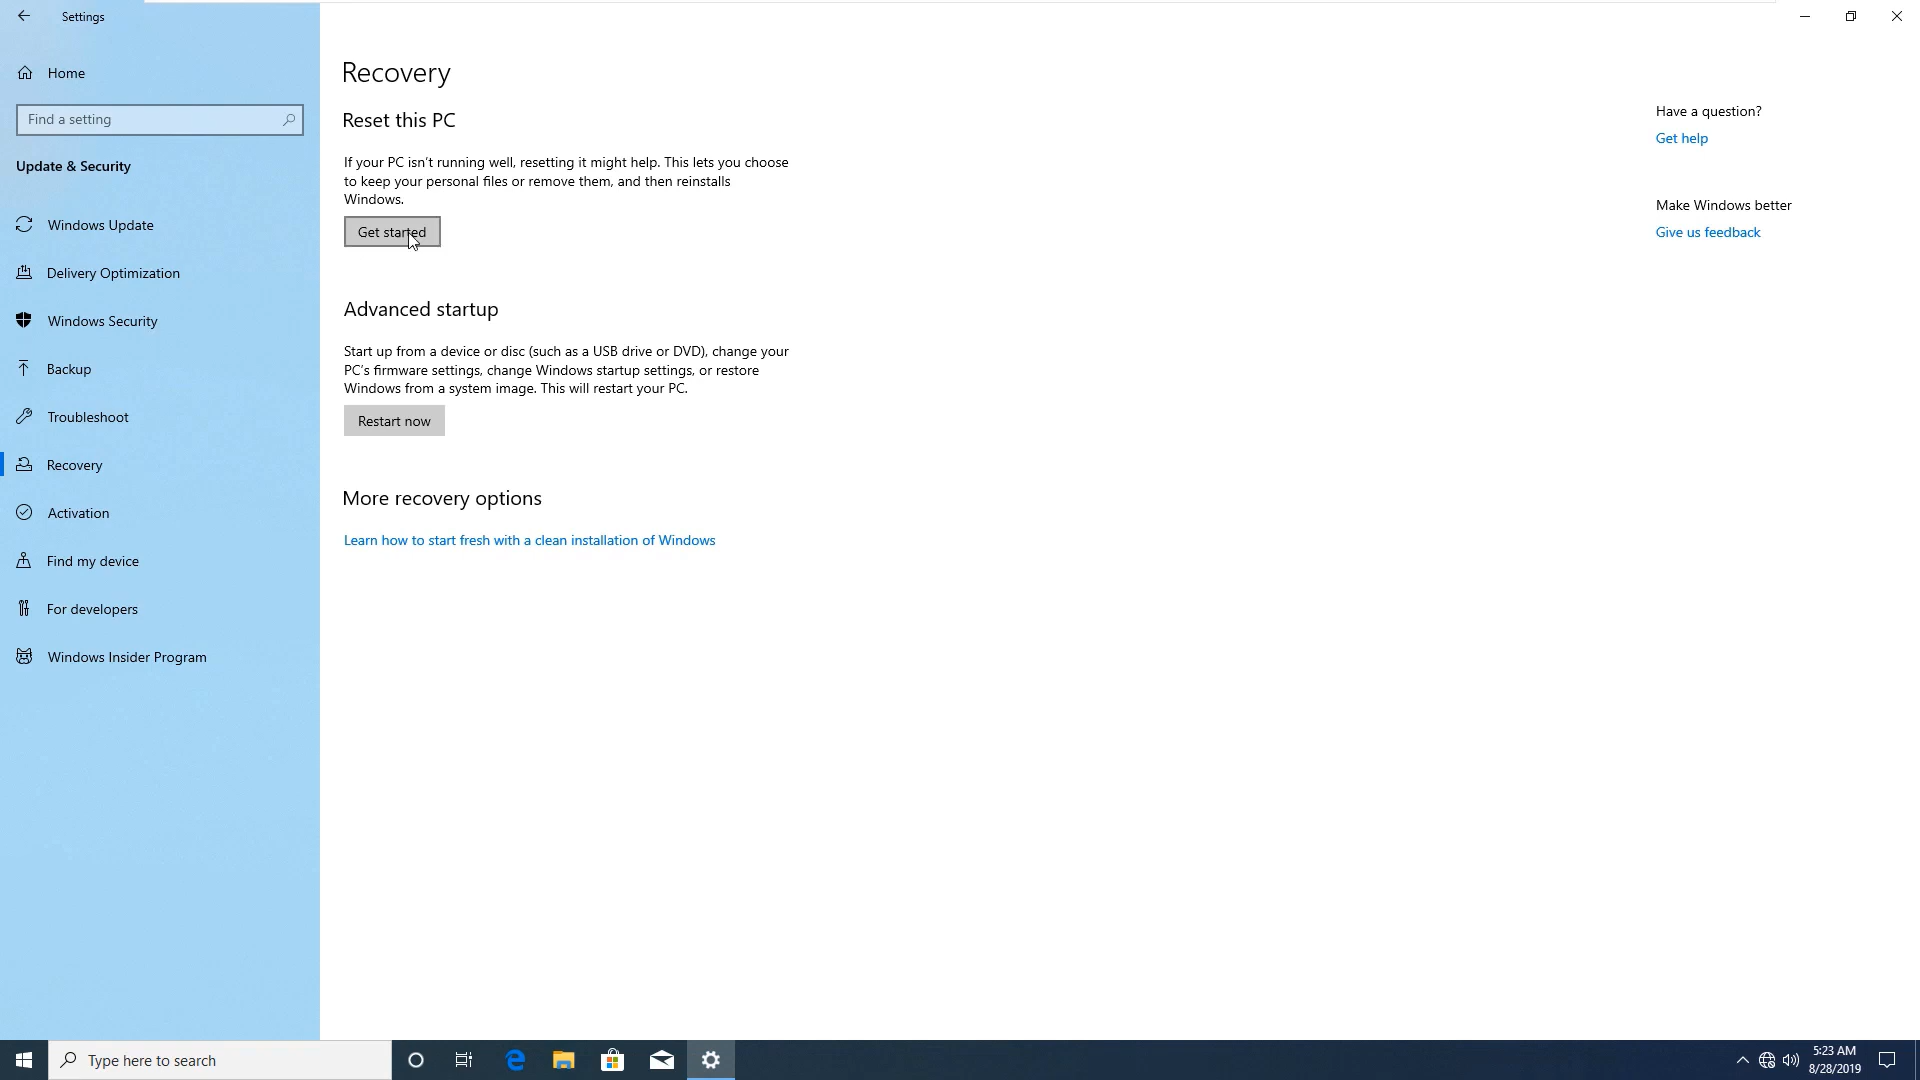 Settings
Home
Find a setting
Update & Security
Windows Update
Delivery Optimization
Windows Security
Backup
Troubleshoot
Recovery
Activation
Find my device
For developers
Windows Insider Program
Recovery
Reset this PC
If your PC isn't running well, resetting it might help. This lets you choose
to keep your personal files or remove them, and then reinstalls
Windows.
Get started
Advanced startup
Start up from a device or disc (such as a USB drive or DVD), change your
PC's firmware settings, change Windows startup settings, or restore
Windows from a system image. This will restart your PC.
Restart now
More recovery options
Learn how to start fresh with a clean installation of Windows
Have a question?
Get help
Make Windows better
Give us feedback
Type here to search
5:23 AM
8/28/2019